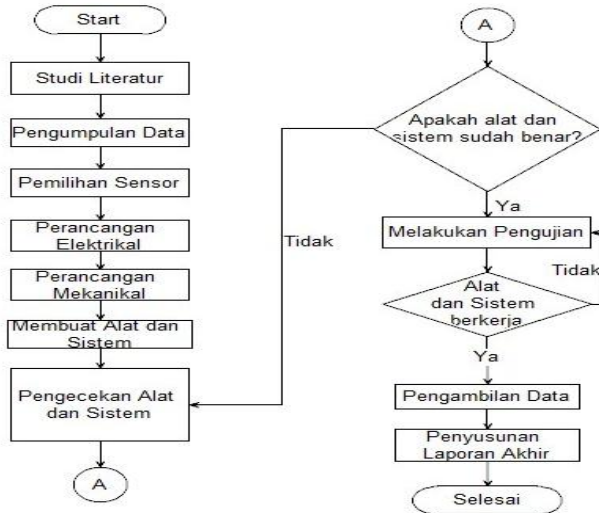 Start
Studi Literatur
Pengumpulan Data
Pemilihan Sensor
Perancangan
Elektrikal
Perancangan
Mekanikal
Membuat Alat dan
Sistem
Pengecekan Alat
dan Sistem
A
A
Apakah alat dan
sistem sudah benar?
Tidak
Ya
Melakukan Pengujian
Tidak
Alat
dan Sistem
berkerja
Ya
Pengambilan Data
Penyusunan
Laporan Akhir
Selesai